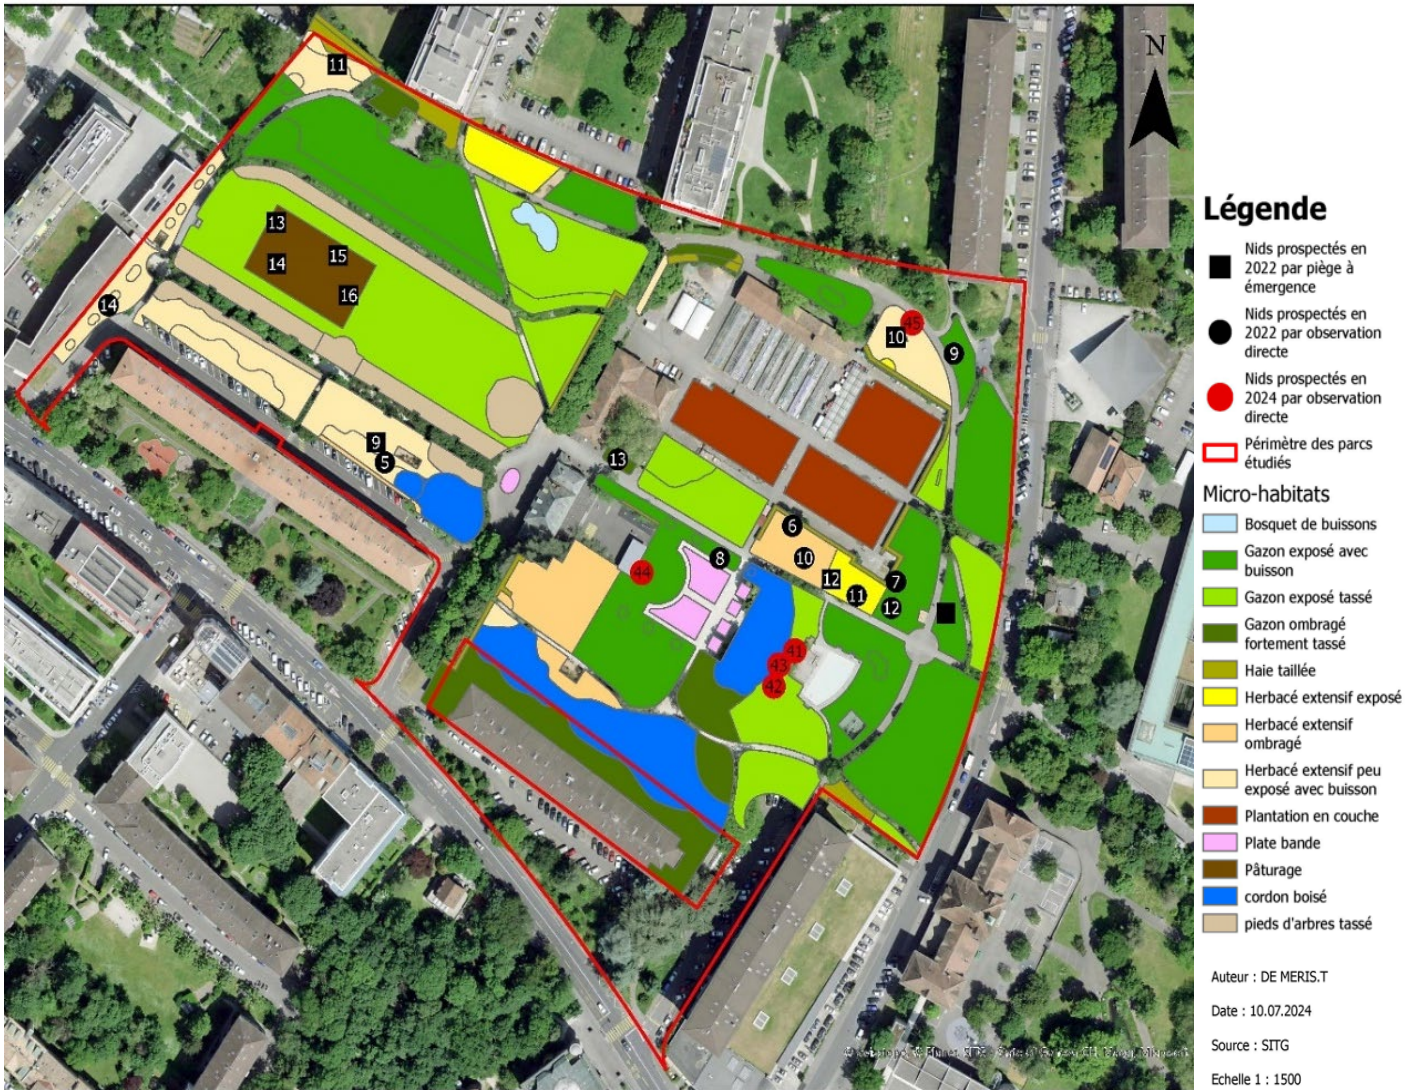 N
11
13
15
14
16
14
9
5
13
10
45
9
6
10
12
11
7
12
8
44
41
43
42
Légende
Nids prospectés en
2022 par piège à
émergence
Nids prospectés en
2022 par observation
directe
Nids prospectés en
2024 par observation
directe
Périmètre des parcs
étudiés
Micro-habitats
Bosquet de buissons
Gazon exposé avec
buisson
Gazon exposé tassé
Gazon ombragé
fortement tassé
Haie taillée
Herbacé extensif exposé
Herbacé extensif
ombragé
Herbacé extensif peu
exposé avec buisson
Plantation en couche
Plate bande
Pâturage
cordon boisé
pieds d'arbres tassé
Auteur : DE MERIS.T
Date : 10.07.2024
Source : SITG
Echelle 1 : 1500